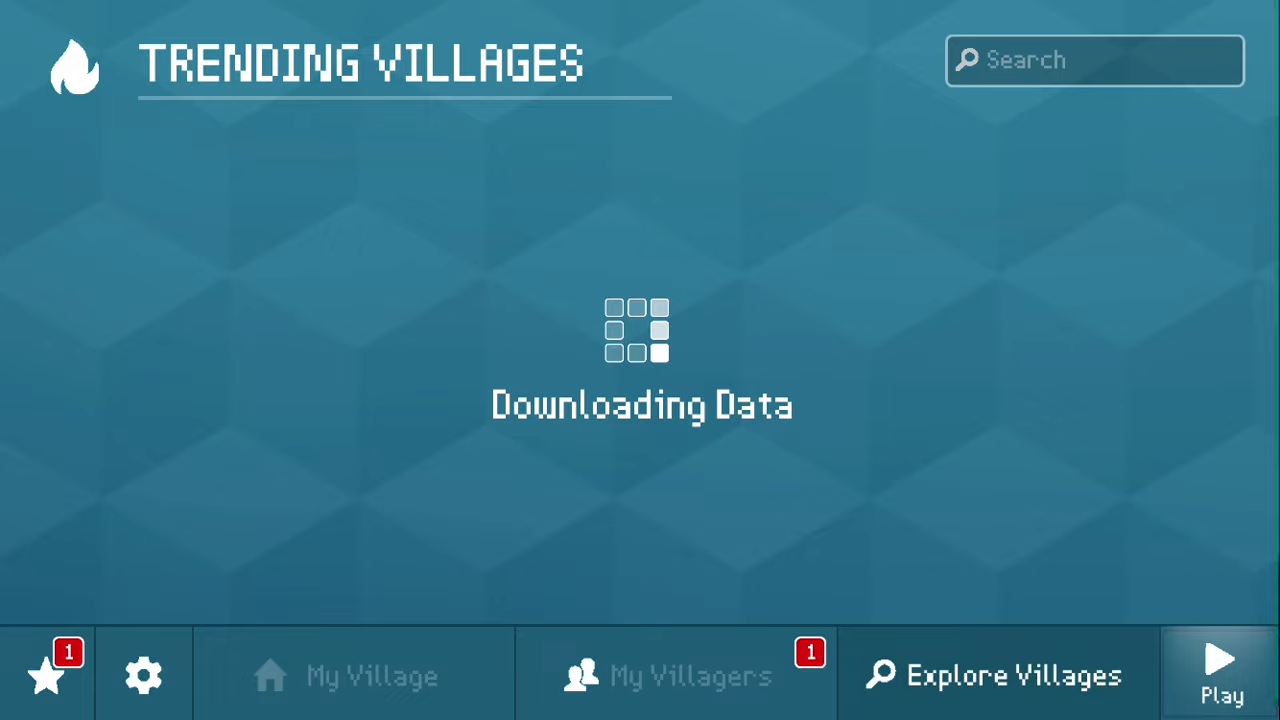 TRENDING VILLAGES
Search
Downloading Data
1
My Village
My Villagers
1
Explore Villages
Play